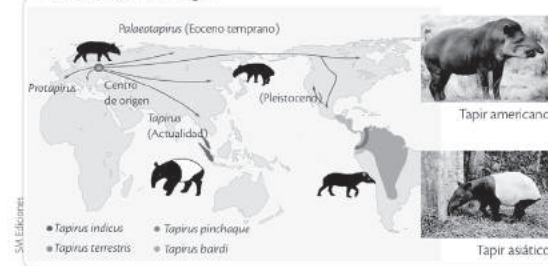 Palaeotapirus (Eoceno temprano)
Protapirus
Centro
de origen
(Pleistoceno)
Tapirus
(Actualidad)
Tapir americano
Tapir asiático
SM Ediciones
Tapirus indicus
Tapirus pinchaque
Tapirus terrestris
Tapirus bairdi